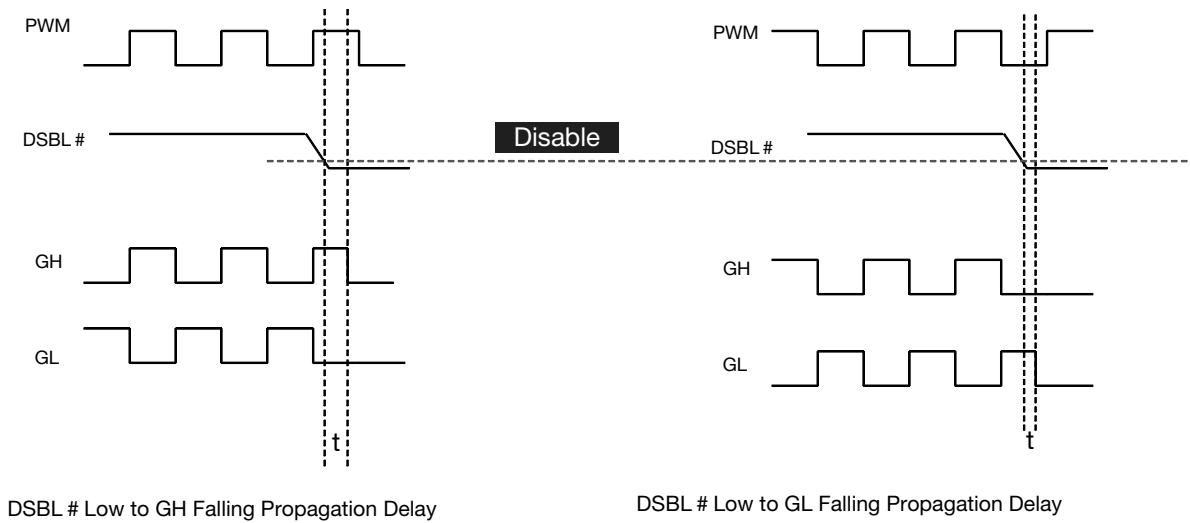 PWM
DSBL #
GH
GL
t
DSBL # Low to GH Falling Propagation Delay
Disable
PWM
DSBL #
GH
GL
t
DSBL # Low to GL Falling Propagation Delay